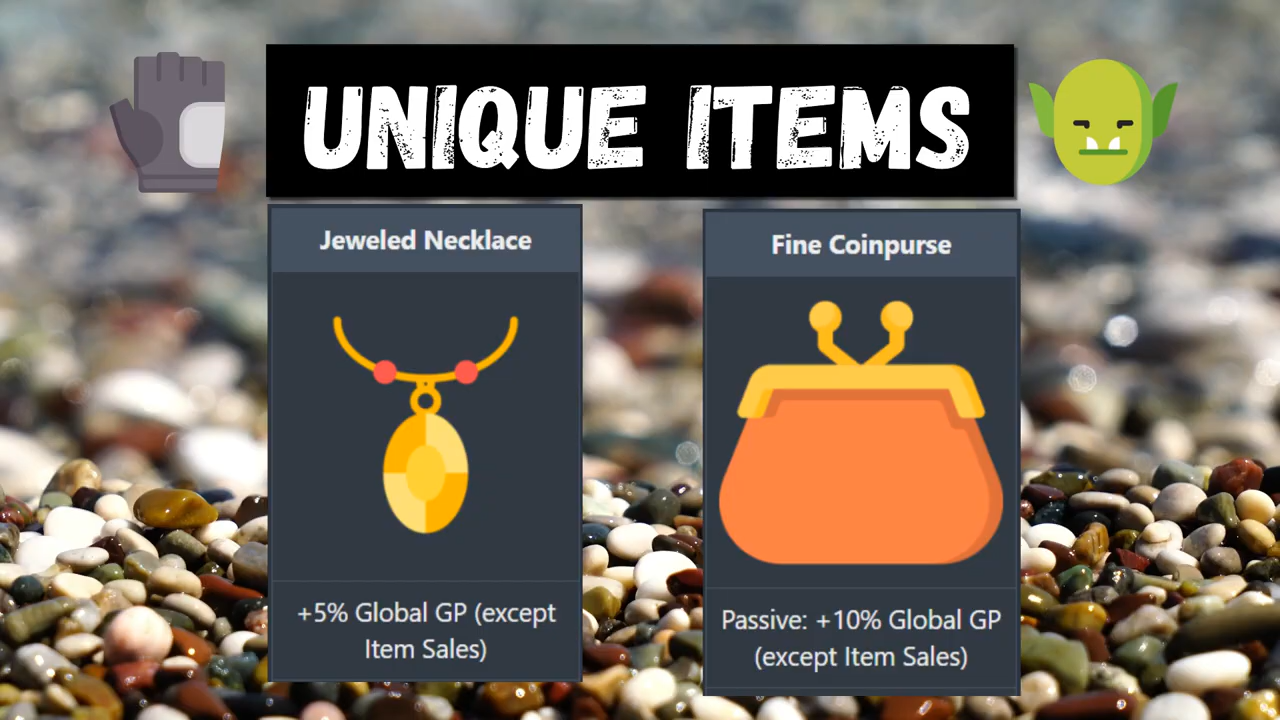 UNIQUE ITEMS
Jeweled Necklace
+5% Global GP (except
Item Sales)
Fine Coinpurse
Passive: +10% Global GP
(except Item Sales)